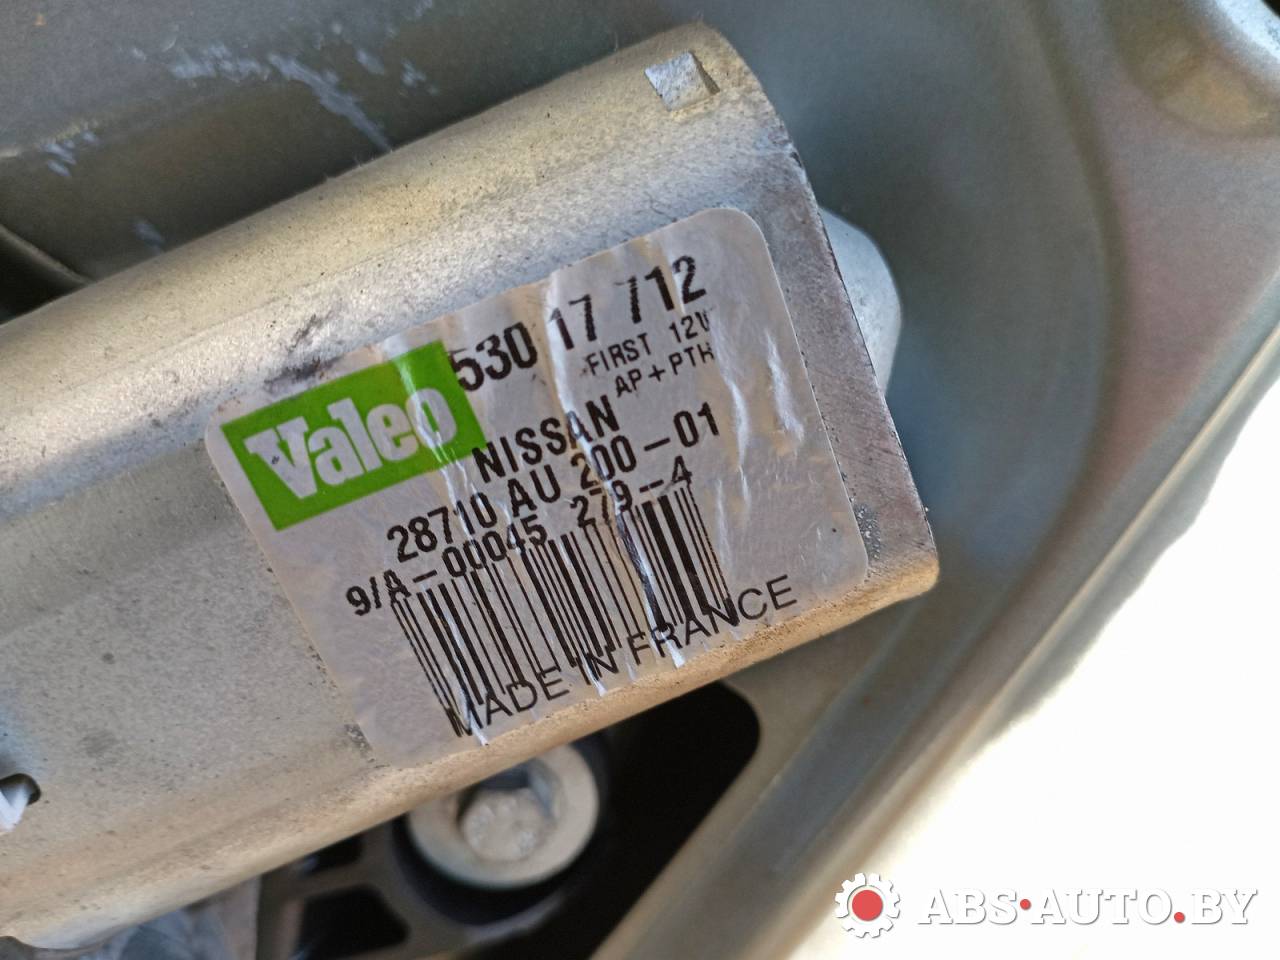 Valeo
530 17 712
FIRST 12V
AP+PTH
NISSAN
28710 AU 200-01
9/A-00045 279-4
MADE IN FRANCE
ABS•AUTO.BY